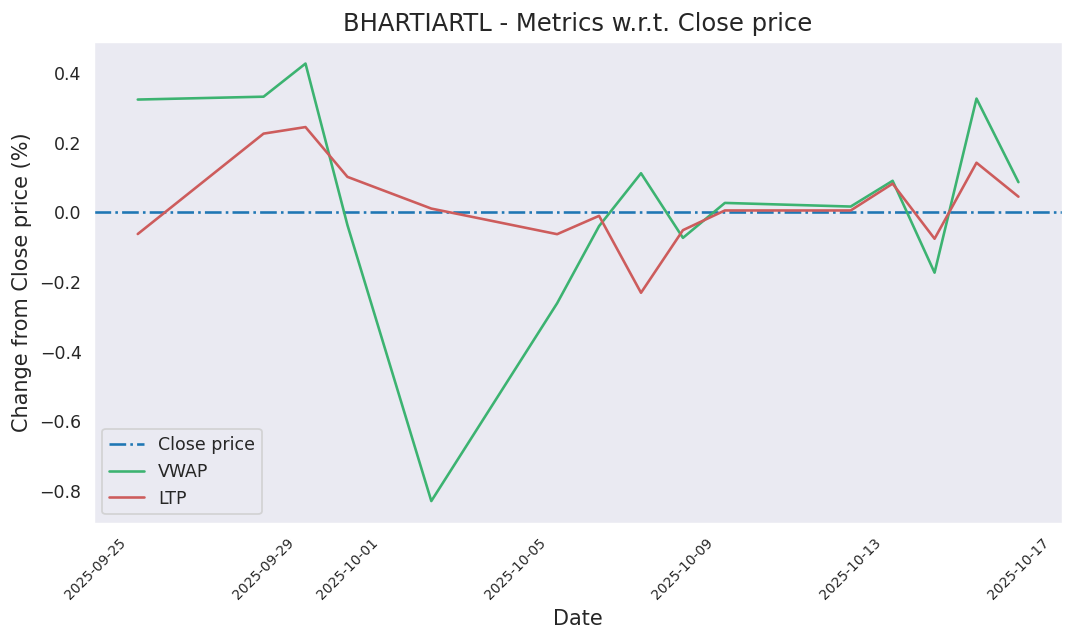 BHARTIARTL - Metrics w.r.t. Close price
Change from Close price (%)
0.4
0.2
0.0
−0.2
−0.4
−0.6
−0.8
Close price
VWAP
LTP
2025-09-25
2025-09-29
2025-10-01
2025-10-05
2025-10-09
2025-10-13
2025-10-17
Date